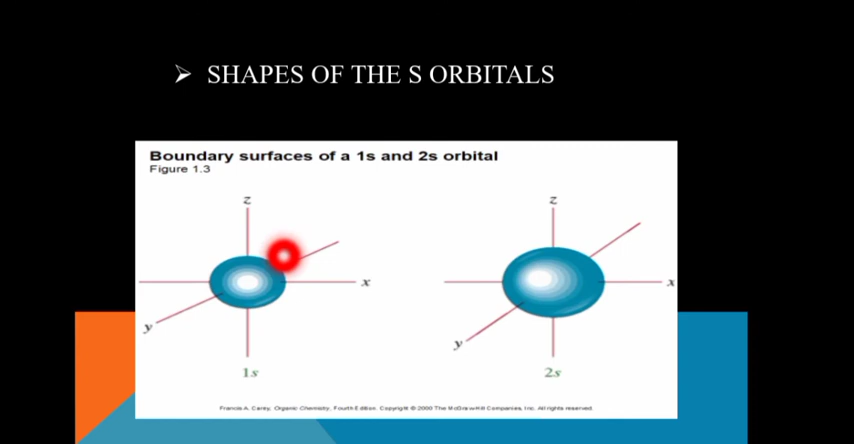 SHAPES OF THE S ORBITALS
Boundary surfaces of a 1s and 2s orbital
Figure 1.3
z
z
x
x
y
y
1s
2s
Francis A. Carey, Organic Chemistry, Fourth Edition. Copyright © 2000 The McGraw-Hill Companies, Inc. All rights reserved.